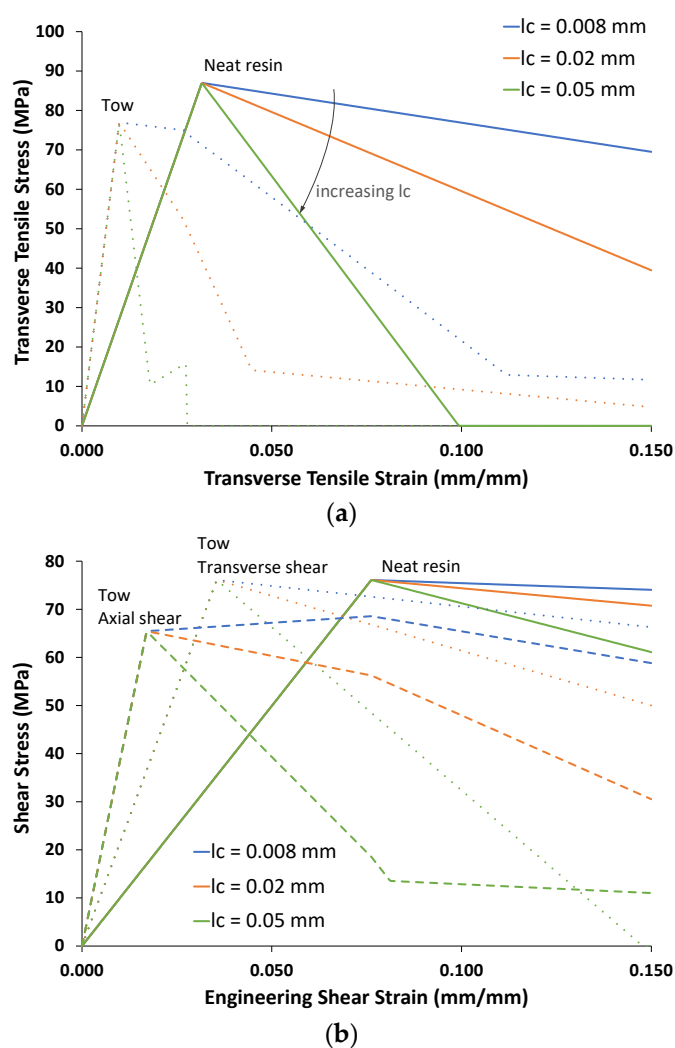 100
90
80
70
60
50
40
30
20
10
0
Transverse Tensile Stress (MPa)
Neat resin
Tow
lc = 0.008 mm
lc = 0.02 mm
lc = 0.05 mm
increasing lc
0.000 0.050 0.100 0.150
Transverse Tensile Strain (mm/mm)
(a)
80
70
60
50
40
30
20
10
0
Shear Stress (MPa)
Tow
Transverse shear
Neat resin
Tow
Axial shear
lc = 0.008 mm
lc = 0.02 mm
lc = 0.05 mm
0.000 0.050 0.100 0.150
Engineering Shear Strain (mm/mm)
(b)